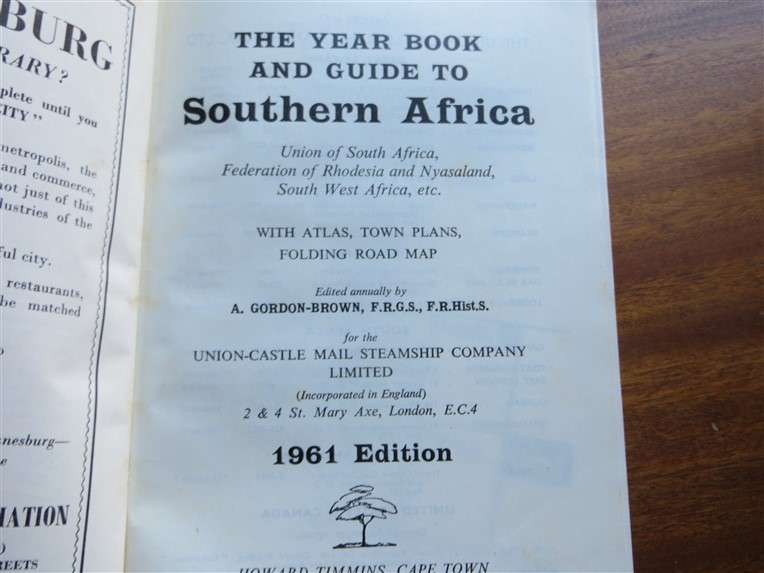 BURG
RARY?
plete until you
CITY"
metropolis, the
and commerce,
not just of this
dustries of the
ful city.
restaurants,
be matched
nnesburg—
e
MATION
)
REETS
THE YEAR BOOK
AND GUIDE TO
Southern Africa
Union of South Africa,
Federation of Rhodesia and Nyasaland,
South West Africa, etc.
WITH ATLAS, TOWN PLANS,
FOLDING ROAD MAP
Edited annually by
A. GORDON-BROWN, F.R.G.S., F.R.Hist.S.
for the
UNION-CASTLE MAIL STEAMSHIP COMPANY
LIMITED
(Incorporated in England)
2 & 4 St. Mary Axe, London, E.C.4
1961 Edition
HOWARD TIMMINS, CAPE TOWN